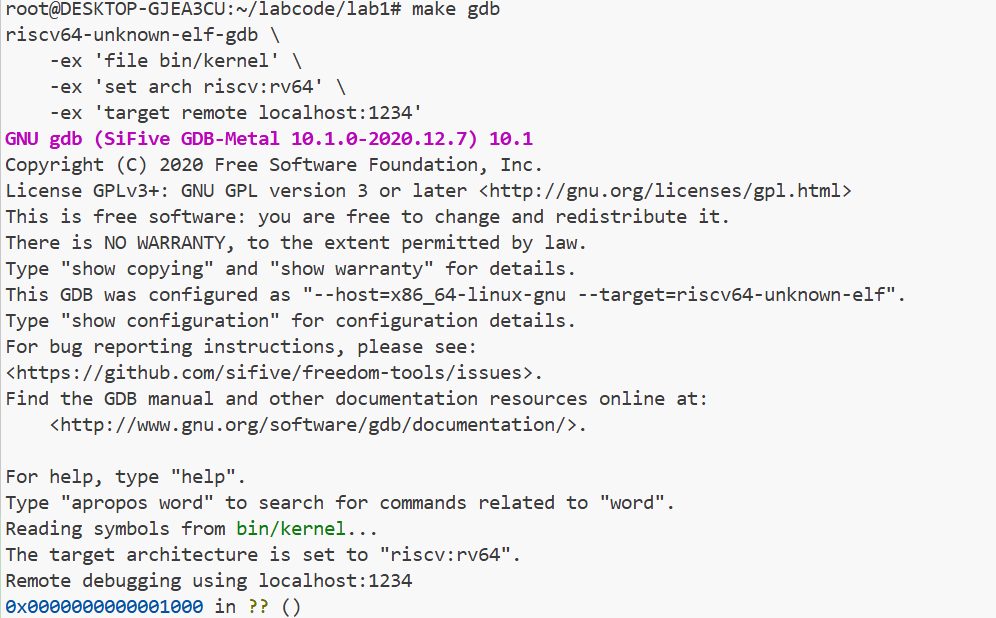 root@DESKTOP-GJEA3CU:~/labcode/lab1# make gdb
riscv64-unknown-elf-gdb \
    -ex 'file bin/kernel' \
    -ex 'set arch riscv:rv64' \
    -ex 'target remote localhost:1234'
GNU gdb (SiFive GDB-Metal 10.1.0-2020.12.7) 10.1
Copyright (C) 2020 Free Software Foundation, Inc.
License GPLv3+: GNU GPL version 3 or later <http://gnu.org/licenses/gpl.html>
This is free software: you are free to change and redistribute it.
There is NO WARRANTY, to the extent permitted by law.
Type "show copying" and "show warranty" for details.
This GDB was configured as "--host=x86_64-linux-gnu --target=riscv64-unknown-elf".
Type "show configuration" for configuration details.
For bug reporting instructions, please see:
<https://github.com/sifive/freedom-tools/issues>.
Find the GDB manual and other documentation resources online at:
    <http://www.gnu.org/software/gdb/documentation/>.

For help, type "help".
Type "apropos word" to search for commands related to "word".
Reading symbols from bin/kernel...
The target architecture is set to "riscv:rv64".
Remote debugging using localhost:1234
0x0000000000001000 in ?? ()